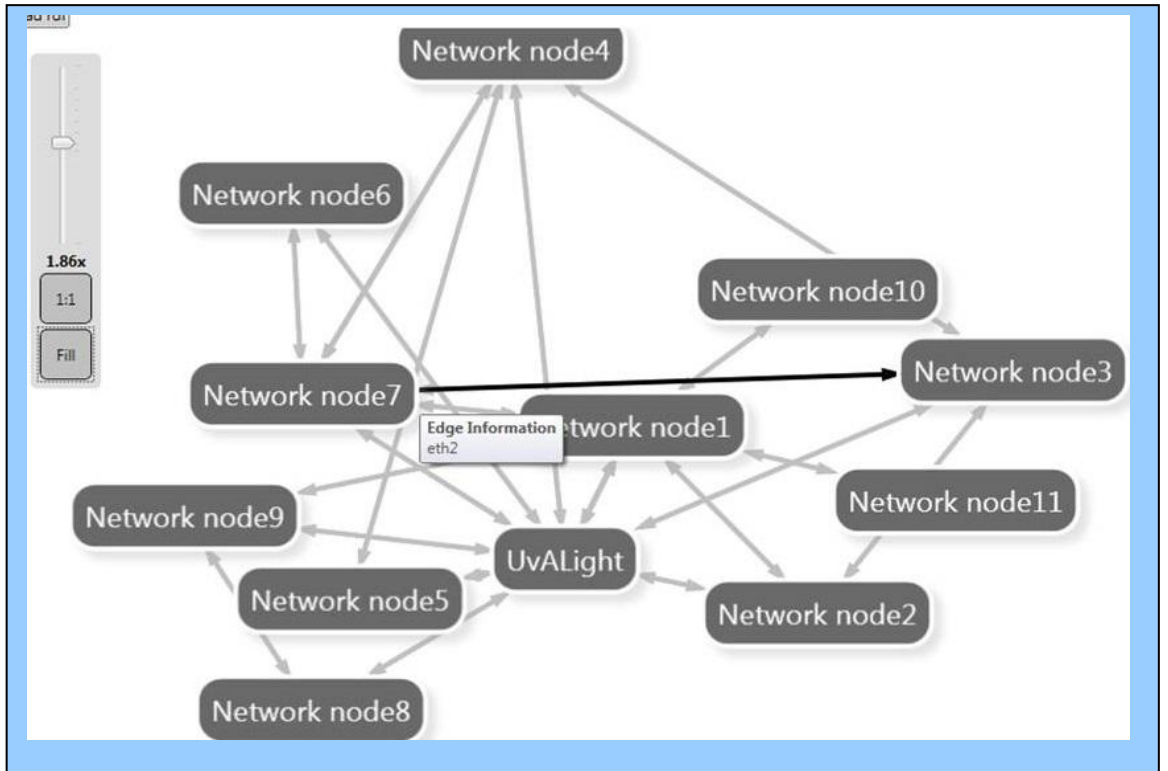 Network node4
Network node6
1.86x
1:1
Network node10
Fill
Network node3
Network node7
Edge Information
eth2
etwork node1
Network node11
Network node9
UvALight
Network node5
Network node2
Network node8